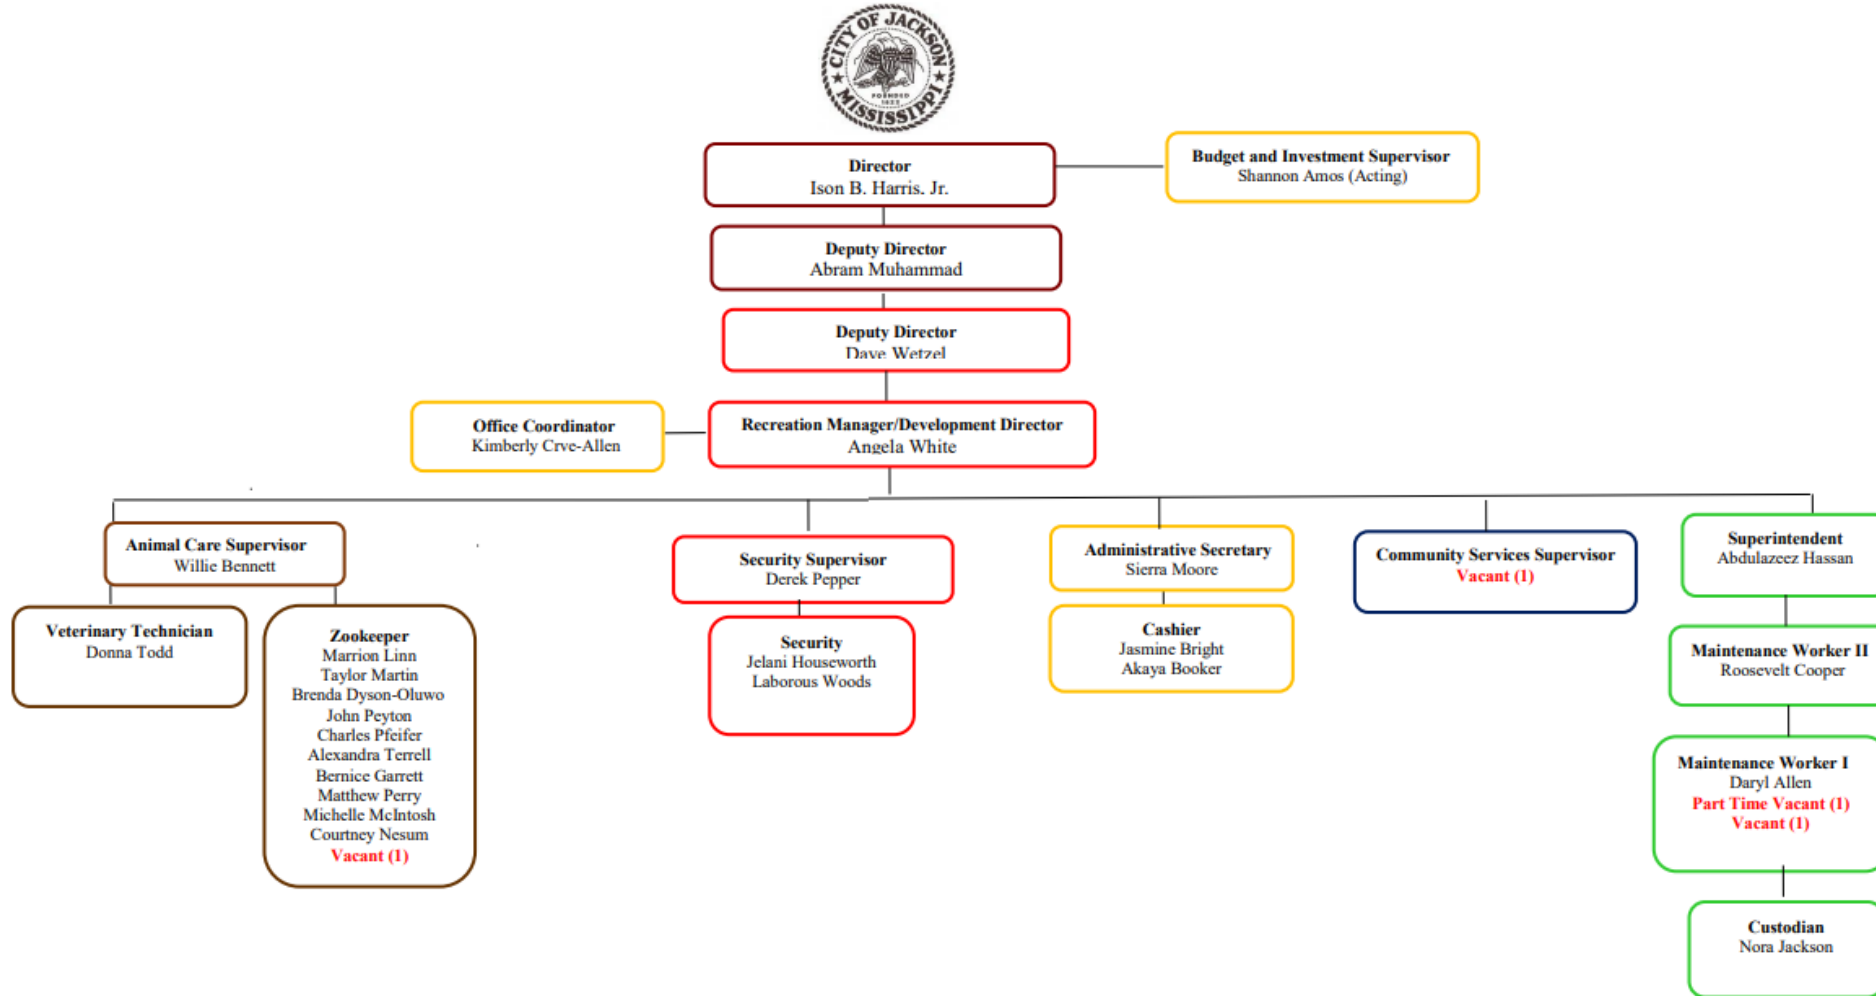 CITY OF JACKSON
FOUNDED
1822
MISSISSIPPI
Director
Ison B. Harris. Jr.
Budget and Investment Supervisor
Shannon Amos (Acting)
Deputy Director
Abram Muhammad
Deputy Director
Dave Wetzel
Office Coordinator
Kimberly Crve-Allen
Recreation Manager/Development Director
Angela White
Animal Care Supervisor
Willie Bennett
Veterinary Technician
Donna Todd
Zookeeper
Marrion Linn
Taylor Martin
Brenda Dyson-Oluwo
John Peyton
Charles Pfeifer
Alexandra Terrell
Bernice Garrett
Matthew Perry
Michelle McIntosh
Courtney Nesum
Vacant (1)
Security Supervisor
Derek Pepper
Security
Jelani Houseworth
Laborous Woods
Administrative Secretary
Sierra Moore
Cashier
Jasmine Bright
Akaya Booker
Community Services Supervisor
Vacant (1)
Superintendent
Abdulazeez Hassan
Maintenance Worker II
Roosevelt Cooper
Maintenance Worker I
Daryl Allen
Part Time Vacant (1)
Vacant (1)
Custodian
Nora Jackson